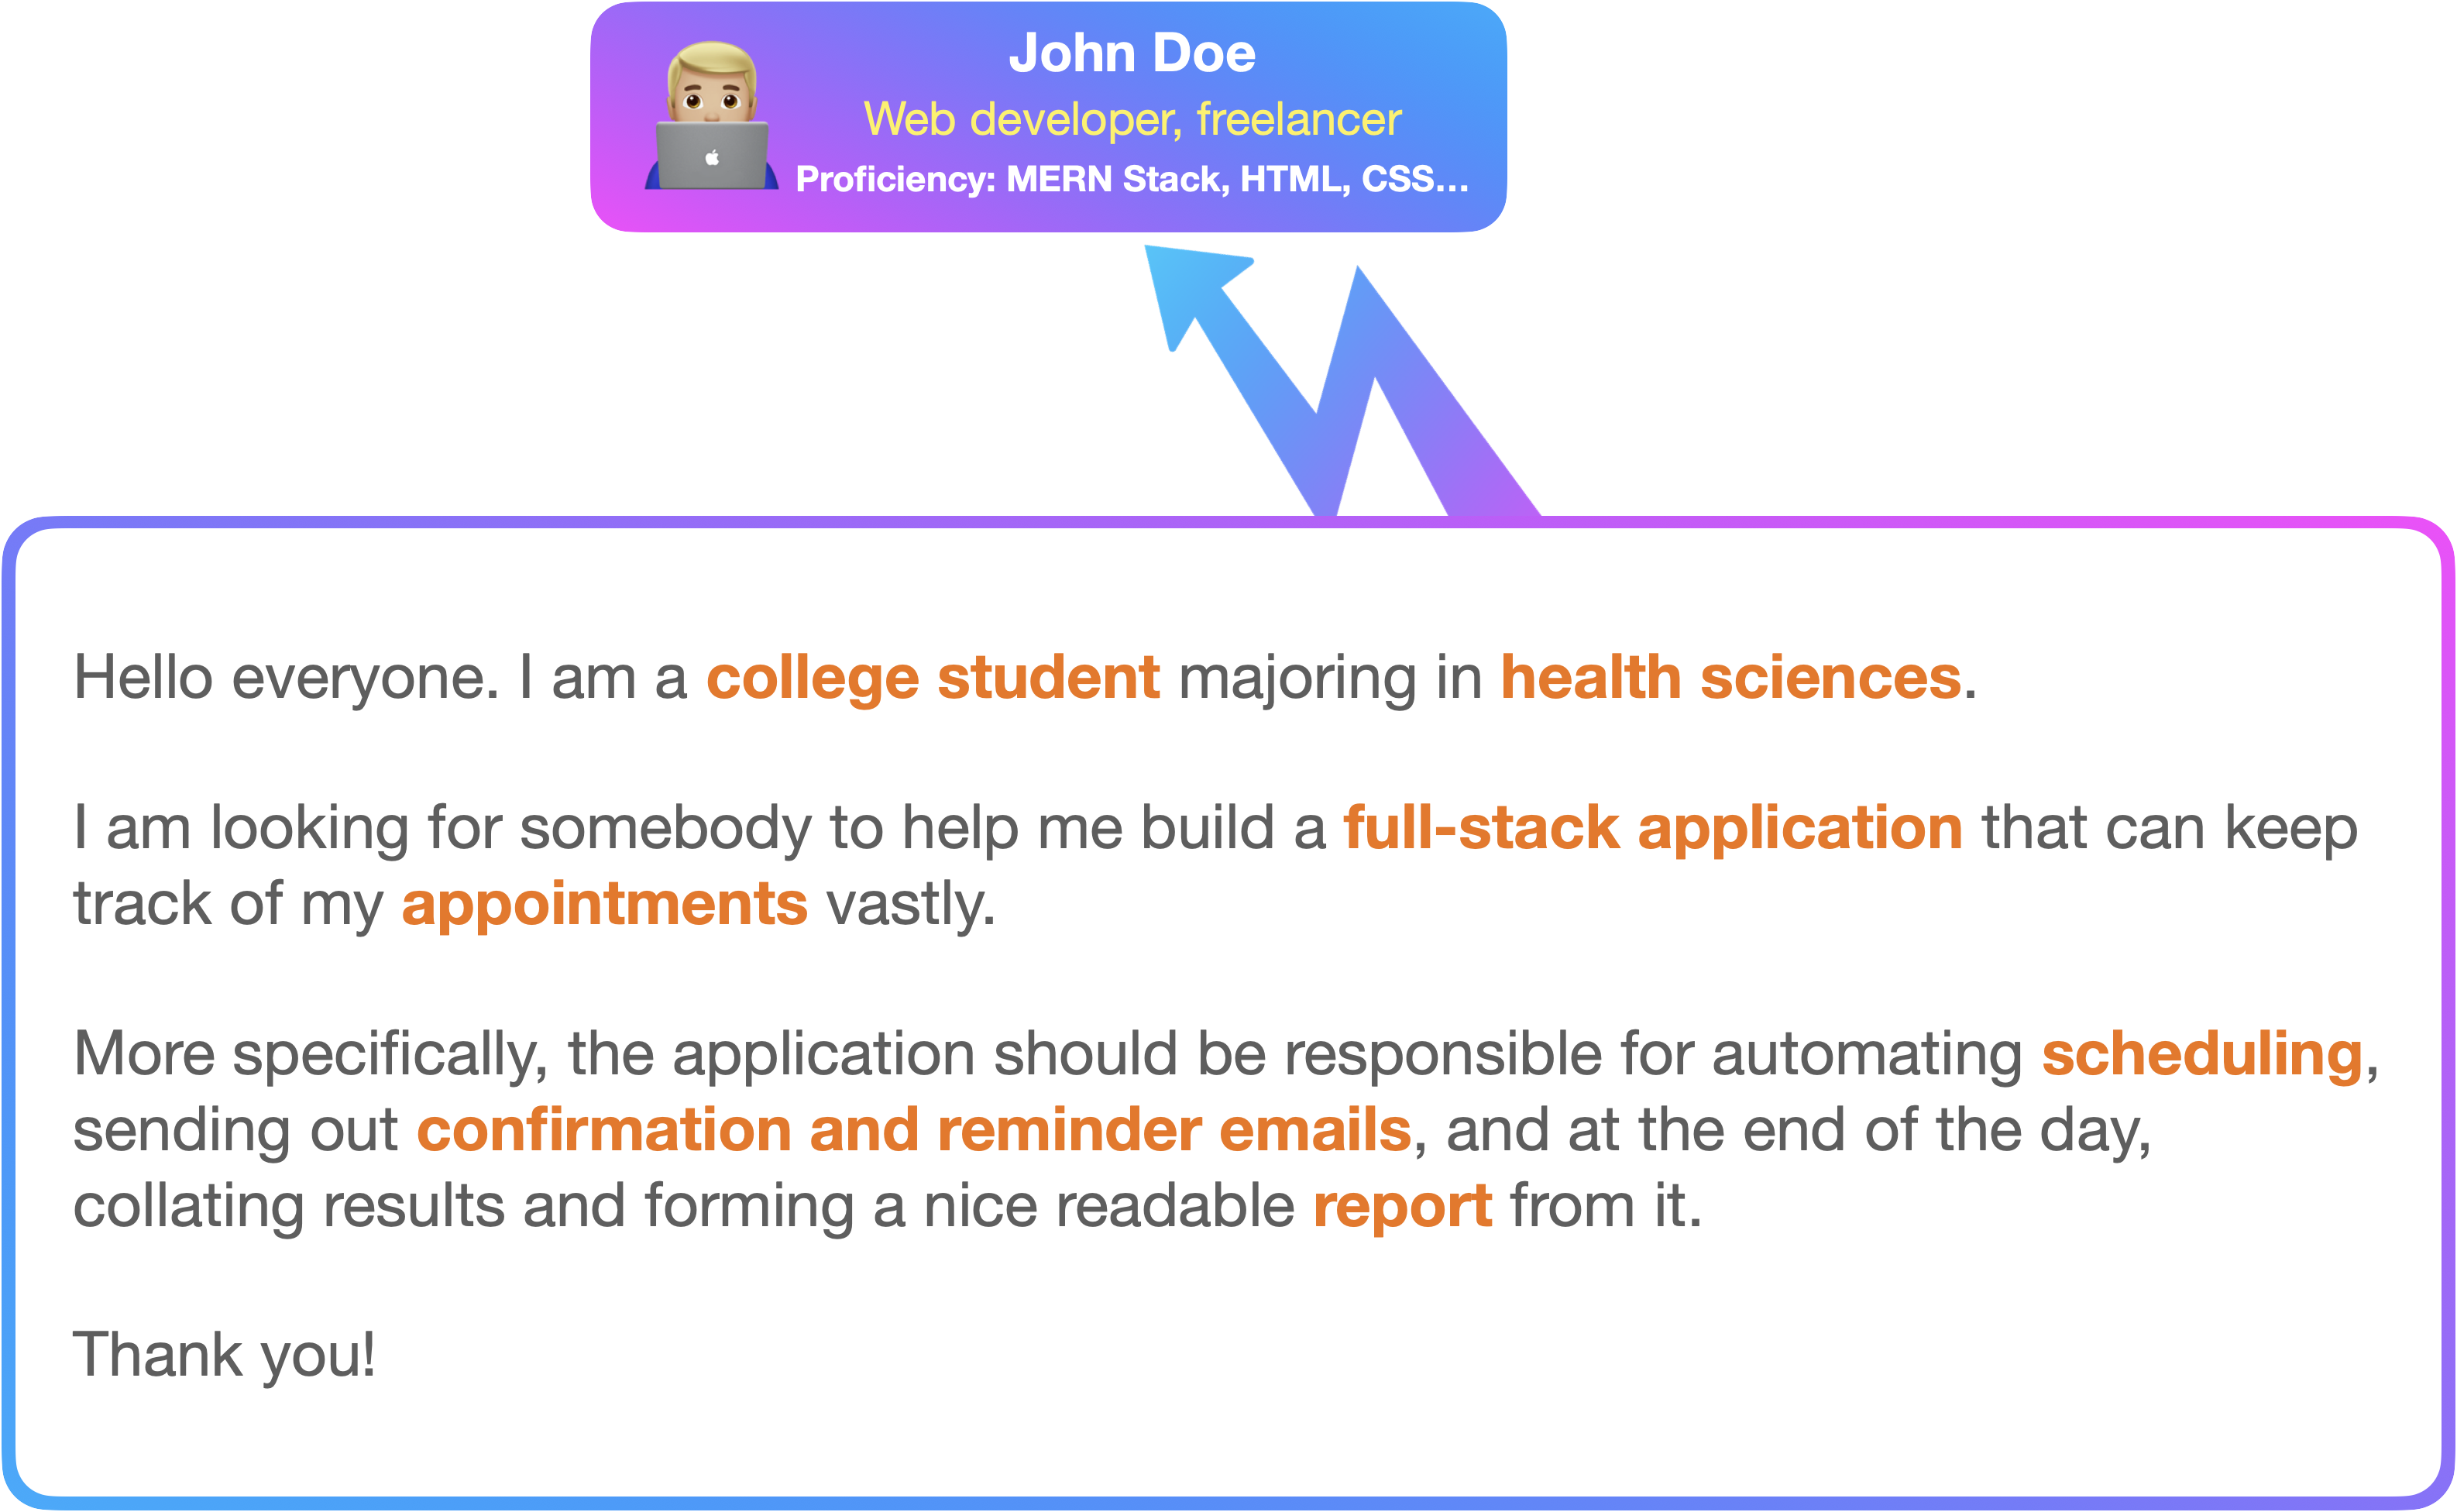 John Doe
Web developer, freelancer
Proficiency: MERN Stack, HTML, CSS...
Hello everyone. I am a college student majoring in health sciences.
I am looking for somebody to help me build a full-stack application that can keep
track of my appointments vastly.
More specifically, the application should be responsible for automating scheduling,
sending out confirmation and reminder emails, and at the end of the day,
collating results and forming a nice readable report from it.
Thank you!